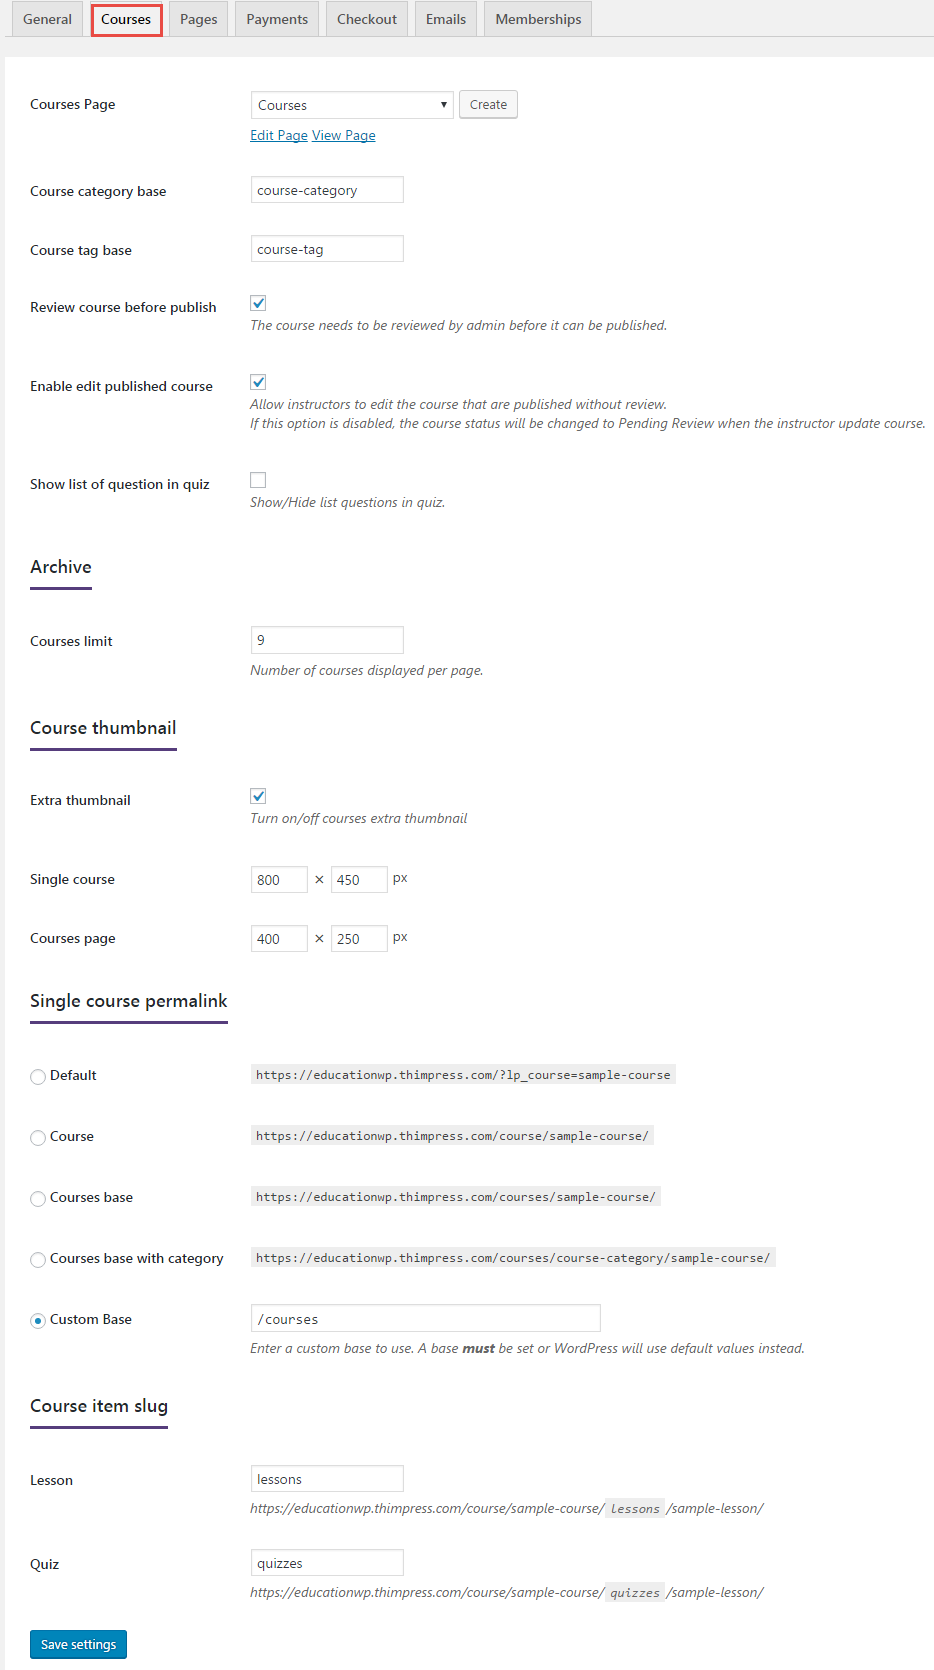 General Courses Pages Payments Checkout Emails Memberships
Courses Page Courses Create
Edit Page View Page
Course category base course-category
Course tag base course-tag
Review course before publish
The course needs to be reviewed by admin before it can be published.
Enable edit published course
Allow instructors to edit the course that are published without review.
If this option is disabled, the course status will be changed to Pending Review when the instructor update course.
Show list of question in quiz
Show/Hide list questions in quiz.
Archive
Courses limit 9
Number of courses displayed per page.
Course thumbnail
Extra thumbnail
Turn on/off courses extra thumbnail
Single course 800 × 450 px
Courses page 400 × 250 px
Single course permalink
Default https://educationwp.thimpress.com/?lp_course=sample-course
Course https://educationwp.thimpress.com/course/sample-course/
Courses base https://educationwp.thimpress.com/courses/sample-course/
Courses base with category https://educationwp.thimpress.com/courses/course-category/sample-course/
Custom Base /courses
Enter a custom base to use. A base must be set or WordPress will use default values instead.
Course item slug
Lesson lessons
https://educationwp.thimpress.com/course/sample-course/ lessons /sample-lesson/
Quiz quizzes
https://educationwp.thimpress.com/course/sample-course/ quizzes /sample-lesson/
Save settings